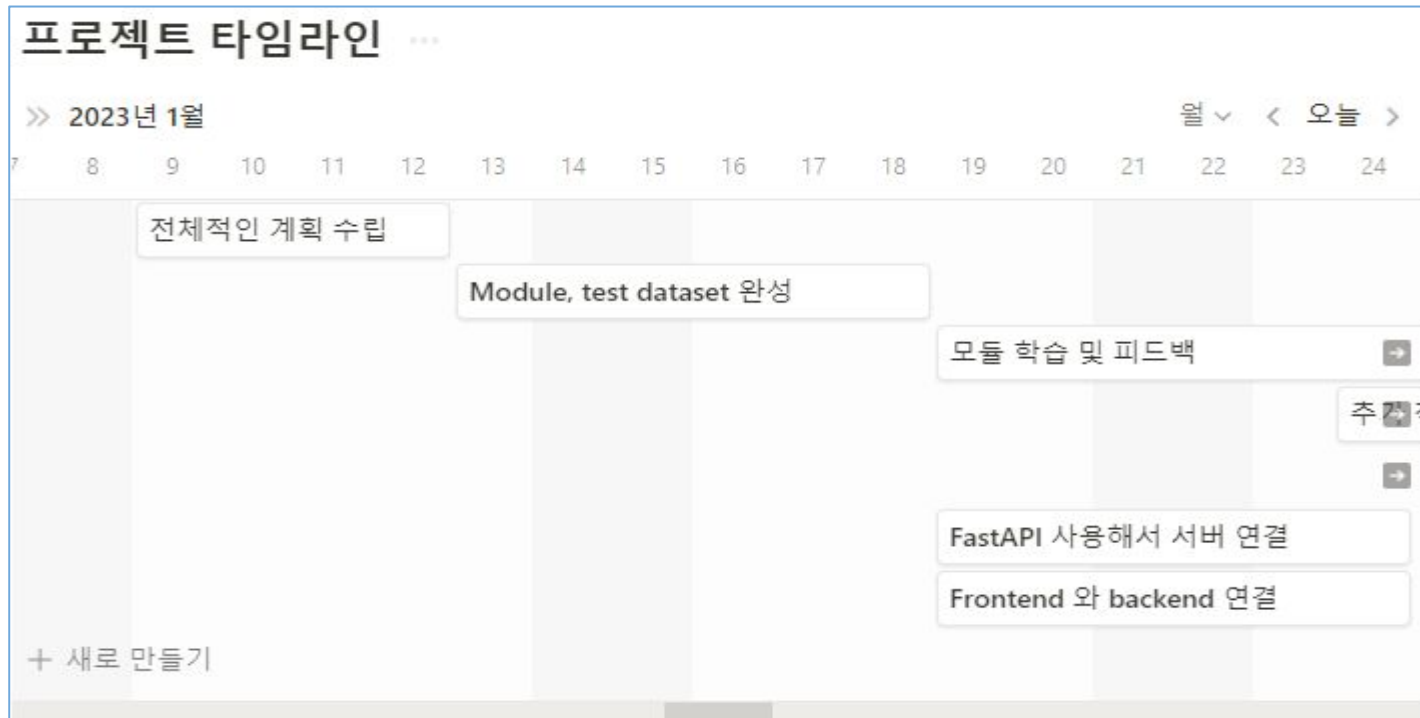 프로젝트 타임라인 ...
2023년 1월 월 오늘
7 8 9 10 11 12 13 14 15 16 17 18 19 20 21 22 23 24
전체적인 계획 수립
Module, test dataset 완성
모듈 학습 및 피드백
FastAPI 사용해서 서버 연결
Frontend 와 backend 연결
+ 새로 만들기